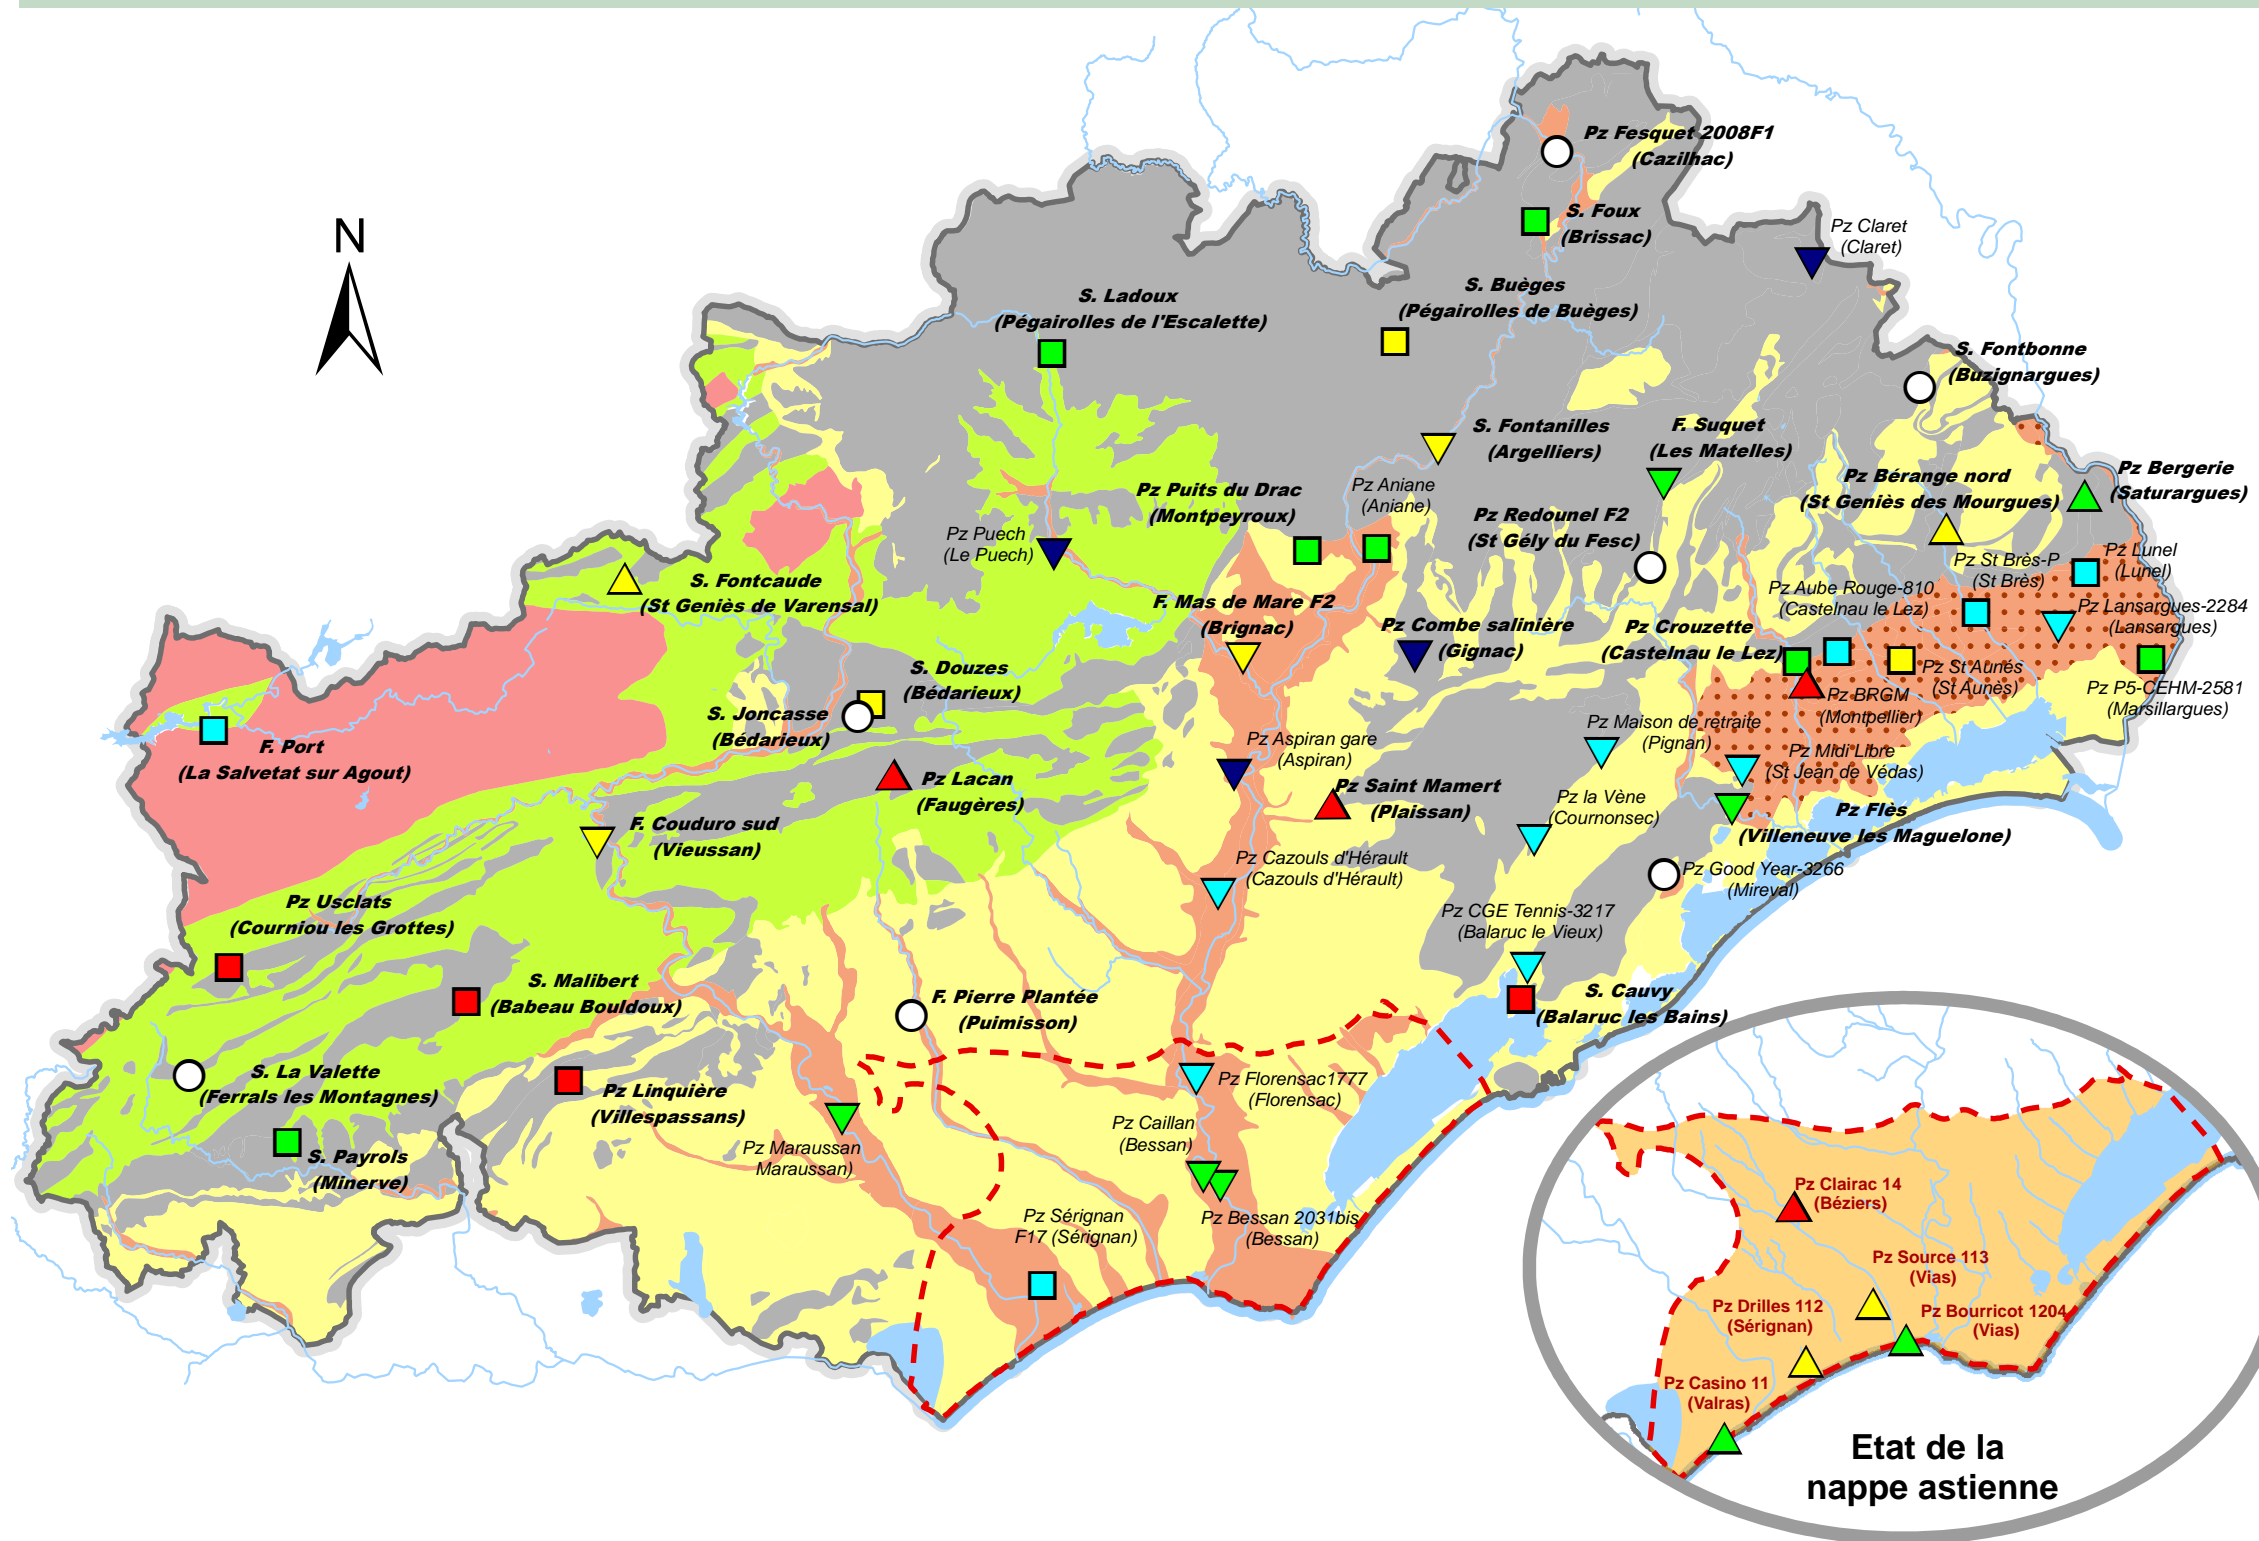 N
Pz Fesquet 2008F1
(Cazilhac)
S. Foux
(Brissac)
Pz Claret
(Claret)
S. Buèges
(Pégairolles de Buèges)
S. Ladoux
(Pégairolles de l'Escalette)
S. Fontbonne
(Buzignargues)
S. Fontanilles
(Argelliers)
F. Suquet
(Les Matelles)
Pz Bérange nord
(St Geniès des Mourgues)
Pz Bergerie
(Saturargues)
Pz Puits du Drac
(Montpeyroux)
Pz Aniane
(Aniane)
Pz Redounel F2
(St Gély du Fesc)
Pz Puech
(Le Puech)
Pz St Brès-P
(St Brès)
Pz Lunel
(Lunel)
S. Fontcaude
(St Geniès de Varensal)
Pz Aube Rouge-810
(Castelnau le Lez)
Pz Lansargues-2284
(Lansargues)
F. Mas de Mare F2
(Brignac)
Pz Combe salinière
(Gignac)
Pz Crouzette
(Castelnau le Lez)
S. Douzes
(Bédarieux)
Pz St Aunés
(St Aunès)
Pz P5-CEHM-2581
(Marsillargues)
Pz BRGM
(Montpellier)
S. Joncasse
(Bédarieux)
F. Port
(La Salvetat sur Agout)
Pz Maison de retraite
(Pignan)
Pz Aspiran gare
(Aspiran)
Pz Midi Libre
(St Jean de Védas)
Pz Lacan
(Faugères)
Pz Saint Mamert
(Plaissan)
Pz la Vène
(Cournonsec)
Pz Flès
(Villeneuve les Maguelone)
F. Couduro sud
(Vieussan)
Pz Cazouls d'Hérault
(Cazouls d'Hérault)
Pz Good Year-3266
(Mireval)
Pz Usclats
(Courniou les Grottes)
Pz CGE Tennis-3217
(Balaruc le Vieux)
S. Malibert
(Babeau Bouldoux)
F. Pierre Plantée
(Puimisson)
S. Cauvy
(Balaruc les Bains)
S. La Valette
(Ferrals les Montagnes)
Pz Linquière
(Villespassans)
Pz Florensac1777
(Florensac)
Pz Caillan
(Bessan)
Pz Maraussan
Maraussan)
S. Payrols
(Minerve)
Pz Sérignan
F17 (Sérignan)
Pz Bessan 2031bis
(Bessan)
Pz Clairac 14
(Béziers)
Pz Source 113
(Vias)
Pz Drilles 112
(Sérignan)
Pz Bourricot 1204
(Vias)
Pz Casino 11
(Valras)
Etat de la
nappe astienne